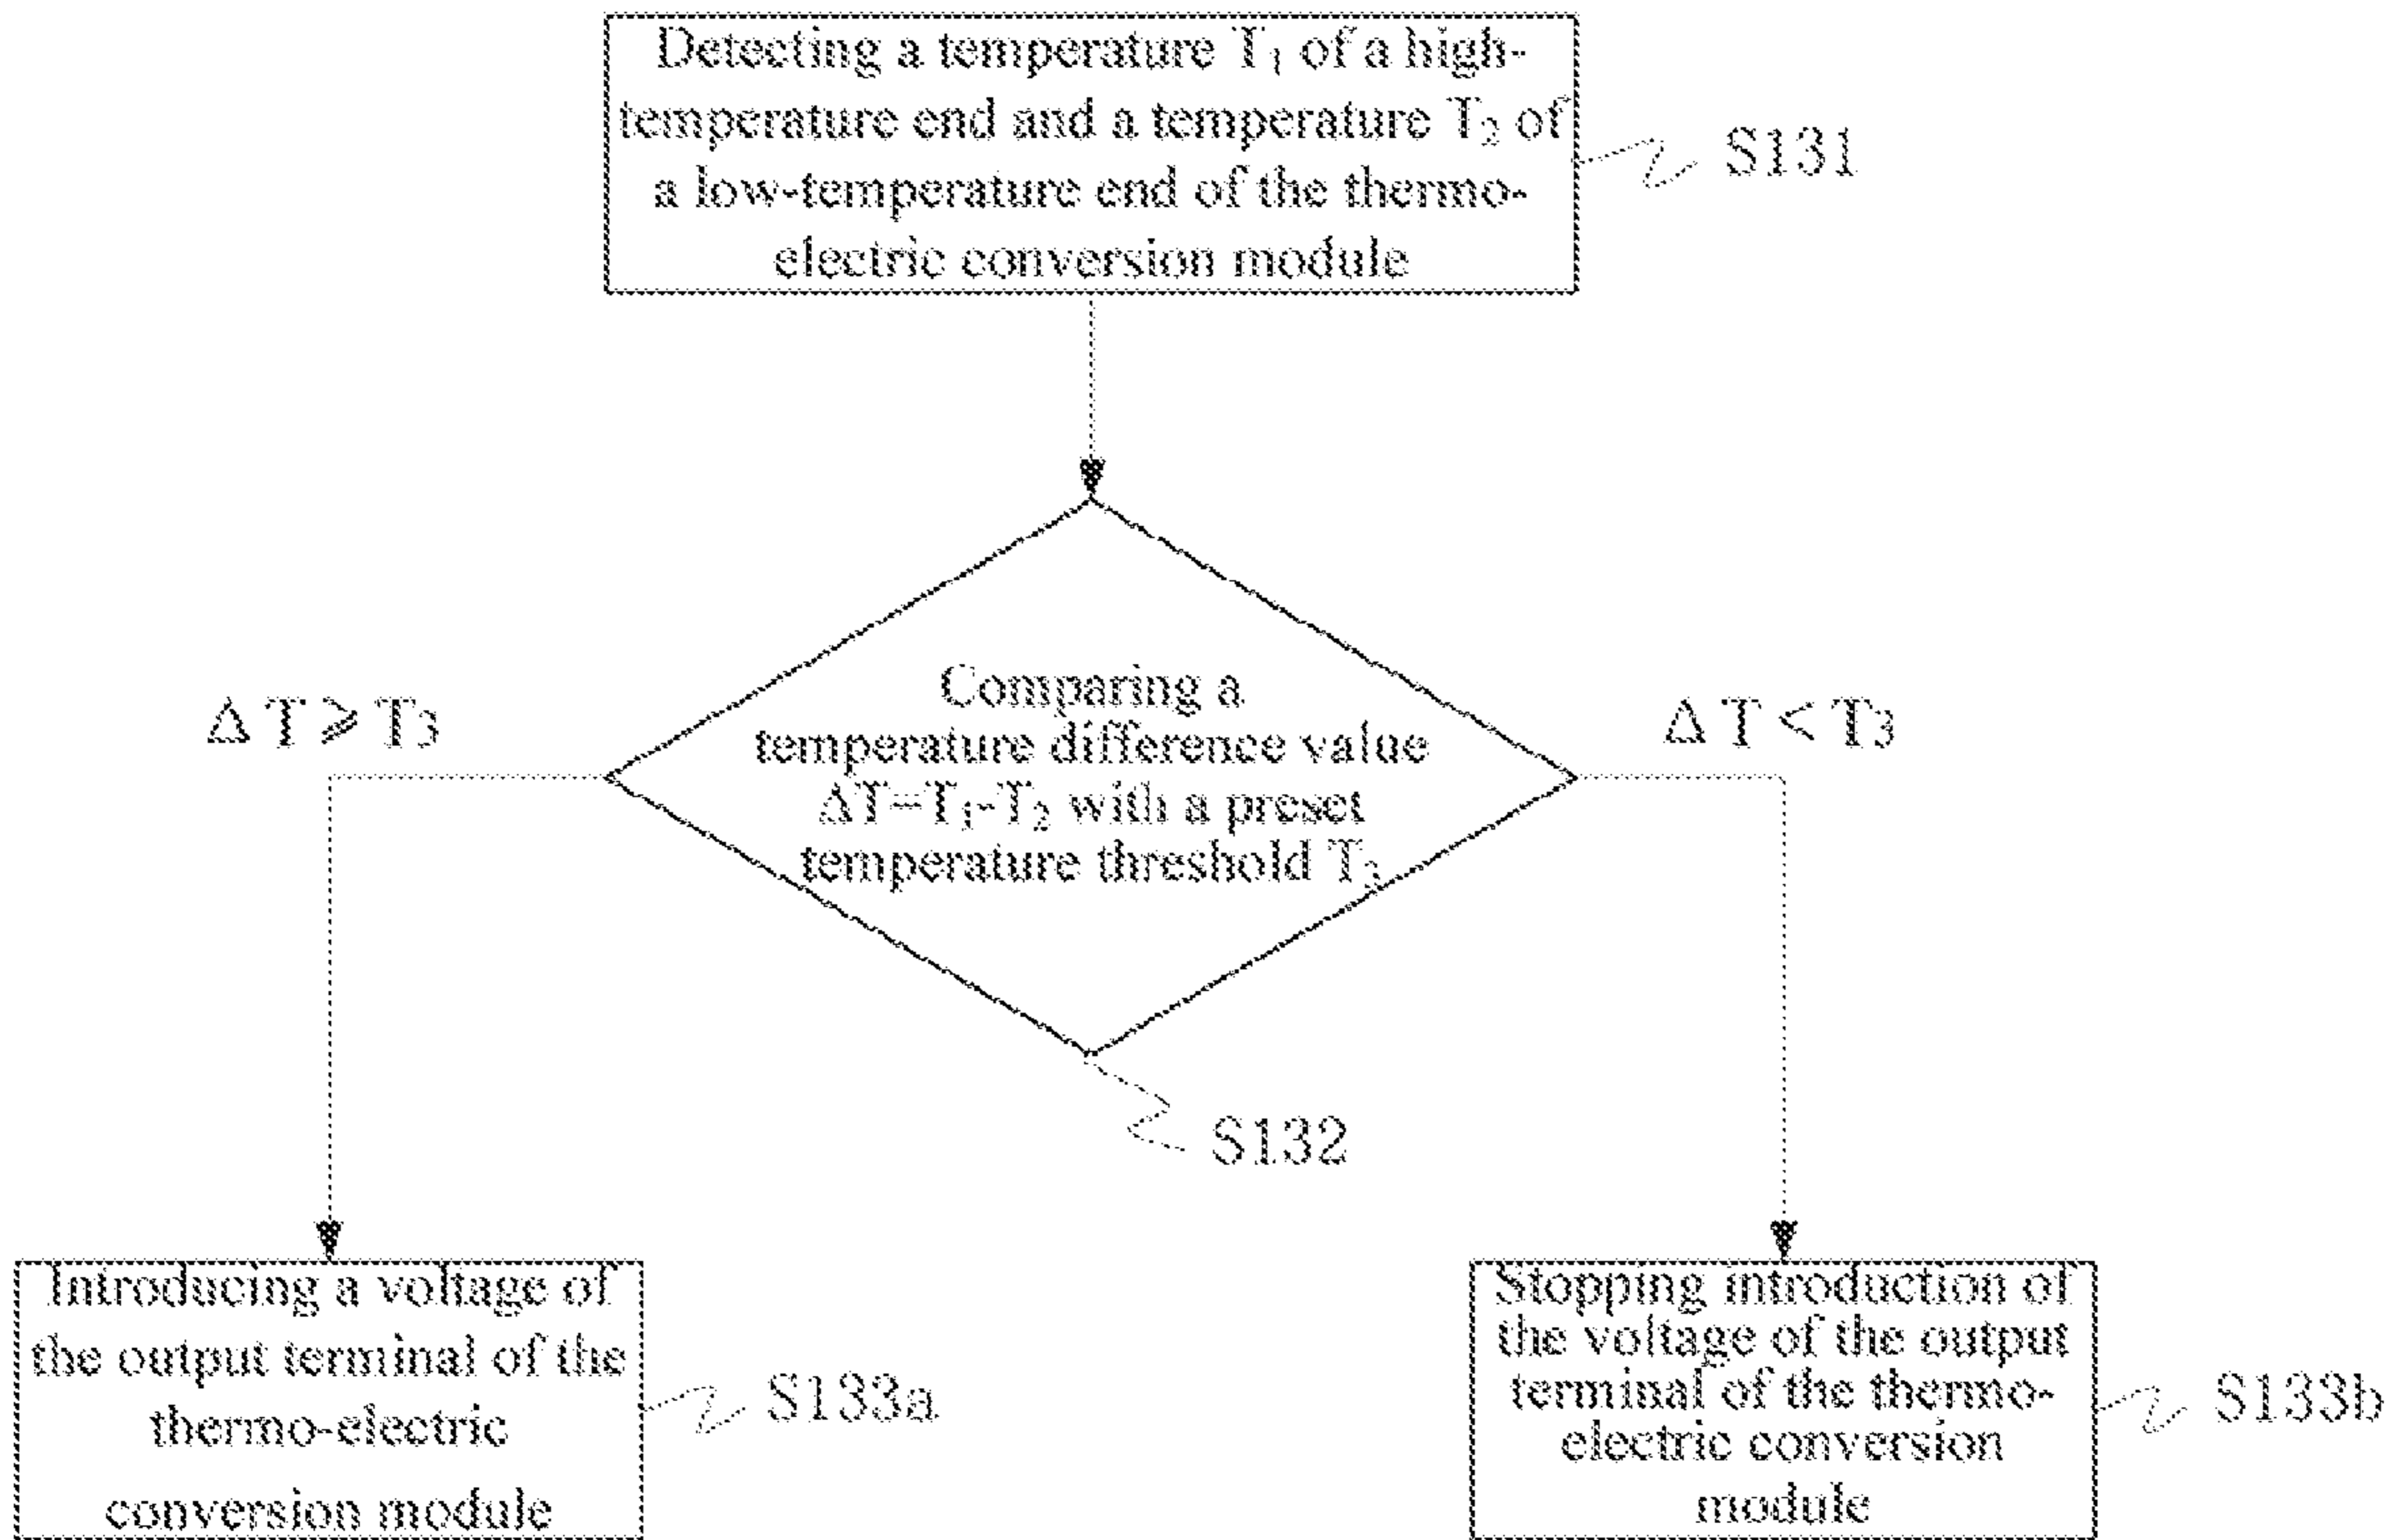 Detecting a temperature T₁ of a high-
temperature end and a temperature T₂ of
a low-temperature end of the thermo-
electric conversion module
S131
Comparing a
temperature difference value
ΔT=T₁-T₂ with a preset
temperature threshold T₃
ΔT⩾T₃
ΔT<T₃
S132
Introducing a voltage of
the output terminal of the
thermo-electric
conversion module
S133a
Stopping introduction of
the voltage of the output
terminal of the thermo-
electric conversion
module
S133b